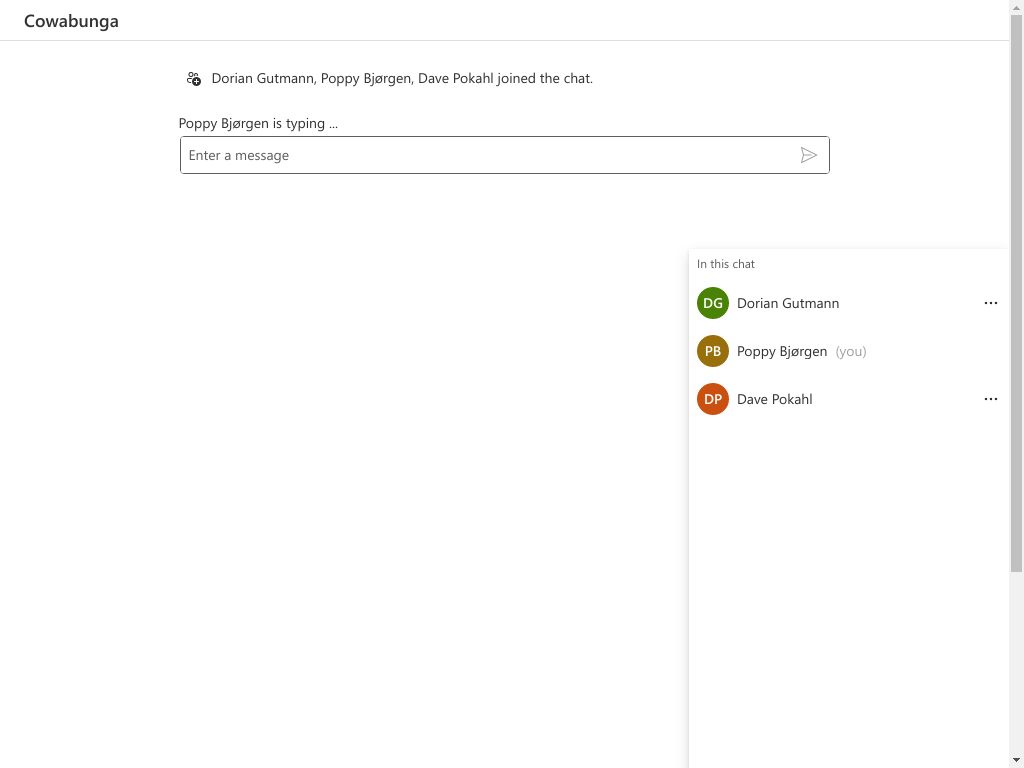 Cowabunga
Dorian Gutmann, Poppy Bjørgen, Dave Pokahl joined the chat.
Poppy Bjørgen is typing ...
Enter a message
In this chat
DG Dorian Gutmann
PB Poppy Bjørgen (you)
DP Dave Pokahl